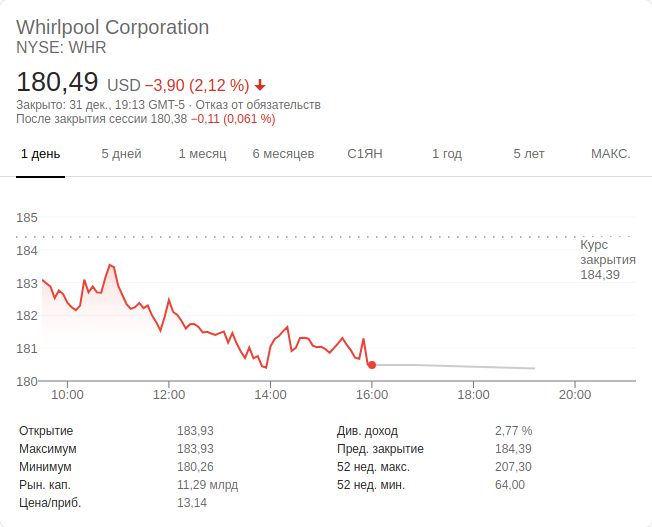 Whirlpool Corporation
NYSE: WHR
180,49 USD −3,90 (2,12 %)
Закрыто: 31 дек., 19:13 GMT-5 · Отказ от обязательств
После закрытия сессии 180,38 −0,11 (0,061 %)
1 день 5 дней 1 месяц 6 месяцев С1ЯН 1 год 5 лет МАКС.
185
184
183
182
181
180
Курс
закрытия
184,39
10:00 12:00 14:00 16:00 18:00 20:00
Открытие 183,93 Див. доход 2,77 %
Максимум 183,93 Пред. закрытие 184,39
Минимум 180,26 52 нед. макс. 207,30
Рын. кап. 11,29 млрд 52 нед. мин. 64,00
Цена/приб. 13,14